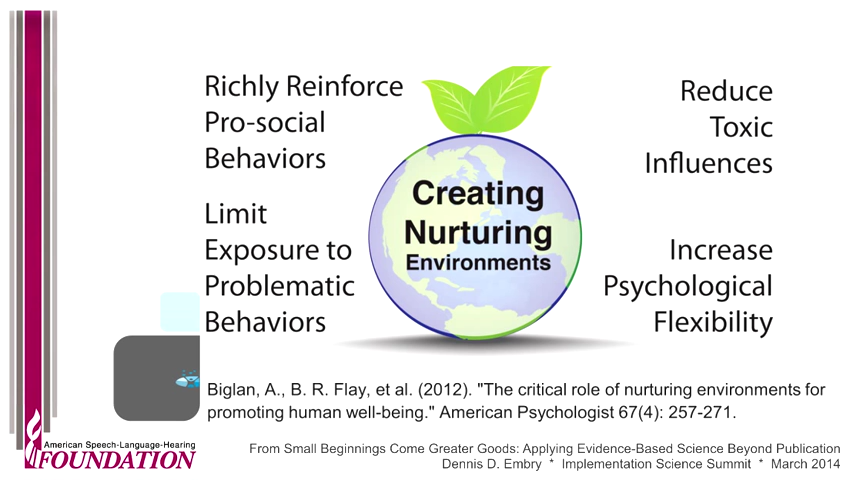 Richly Reinforce
Pro-social
Behaviors
Limit
Exposure to
Problematic
Behaviors
Creating
Nurturing
Environments
Reduce
Toxic
Influences
Increase
Psychological
Flexibility
Biglan, A., B. R. Flay, et al. (2012). "The critical role of nurturing environments for
promoting human well-being." American Psychologist 67(4): 257-271.
American Speech-Language-Hearing
FOUNDATION
From Small Beginnings Come Greater Goods: Applying Evidence-Based Science Beyond Publication
Dennis D. Embry * Implementation Science Summit * March 2014